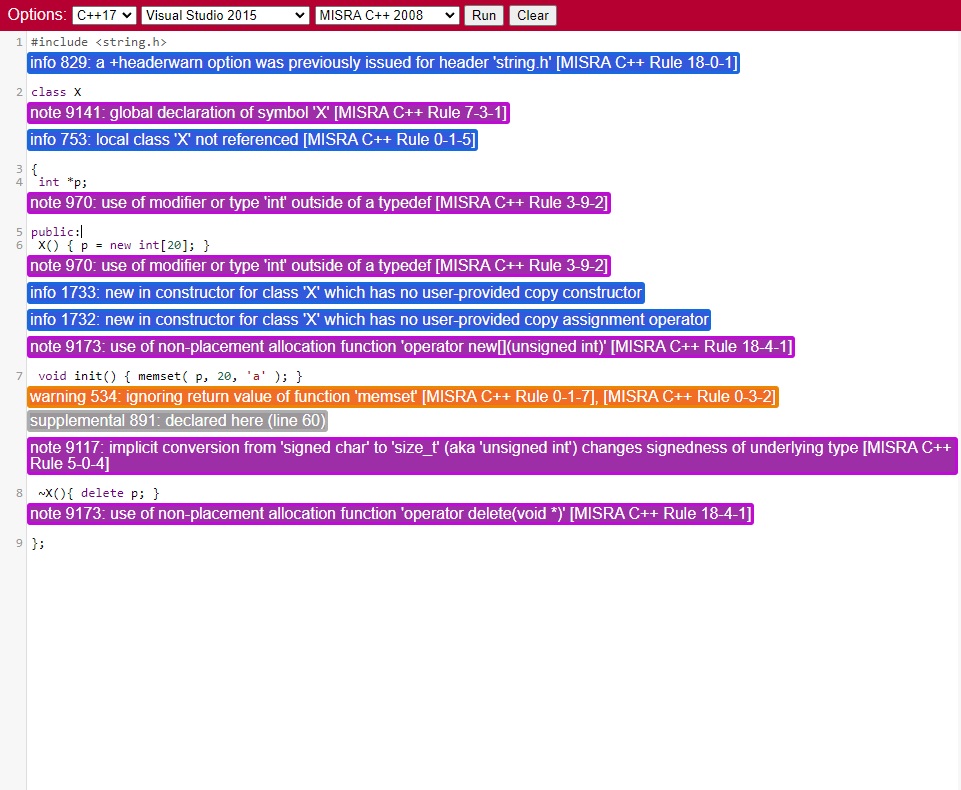 Options: C++17 Visual Studio 2015 MISRA C++ 2008 Run Clear
1 #include <string.h>
info 829: a +headerwarn option was previously issued for header 'string.h' [MISRA C++ Rule 18-0-1]
2 class X
note 9141: global declaration of symbol 'X' [MISRA C++ Rule 7-3-1]
info 753: local class 'X' not referenced [MISRA C++ Rule 0-1-5]
3 {
4 int *p;
note 970: use of modifier or type 'int' outside of a typedef [MISRA C++ Rule 3-9-2]
5 public:
6 X() { p = new int[20]; }
note 970: use of modifier or type 'int' outside of a typedef [MISRA C++ Rule 3-9-2]
info 1733: new in constructor for class 'X' which has no user-provided copy constructor
info 1732: new in constructor for class 'X' which has no user-provided copy assignment operator
note 9173: use of non-placement allocation function 'operator new[](unsigned int)' [MISRA C++ Rule 18-4-1]
7 void init() { memset( p, 20, 'a' ); }
warning 534: ignoring return value of function 'memset' [MISRA C++ Rule 0-1-7], [MISRA C++ Rule 0-3-2]
supplemental 891: declared here (line 60)
note 9117: implicit conversion from 'signed char' to 'size_t' (aka 'unsigned int') changes signedness of underlying type [MISRA C++
Rule 5-0-4]
8 ~X(){ delete p; }
note 9173: use of non-placement allocation function 'operator delete(void *)' [MISRA C++ Rule 18-4-1]
9 };